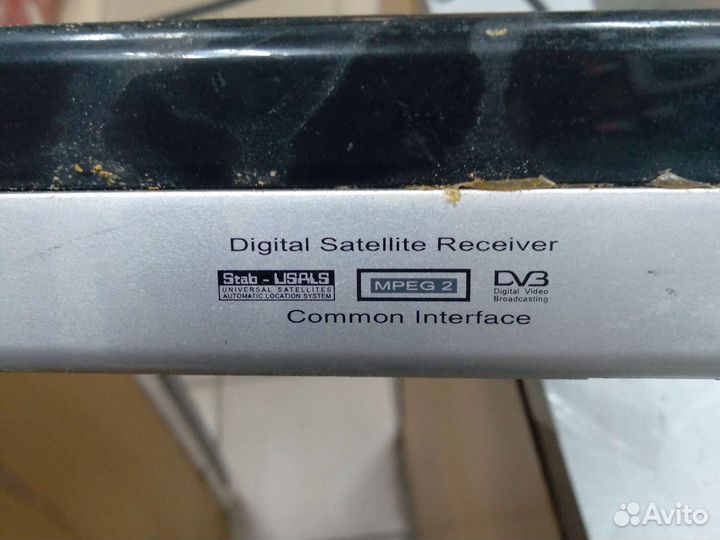 Digital Satellite Receiver
Stab - USALS
UNIVERSAL SATELLITES
AUTOMATIC LOCATION SYSTEM
MPEG 2
DVB
Digital Video
Broadcasting
Common Interface
Avito